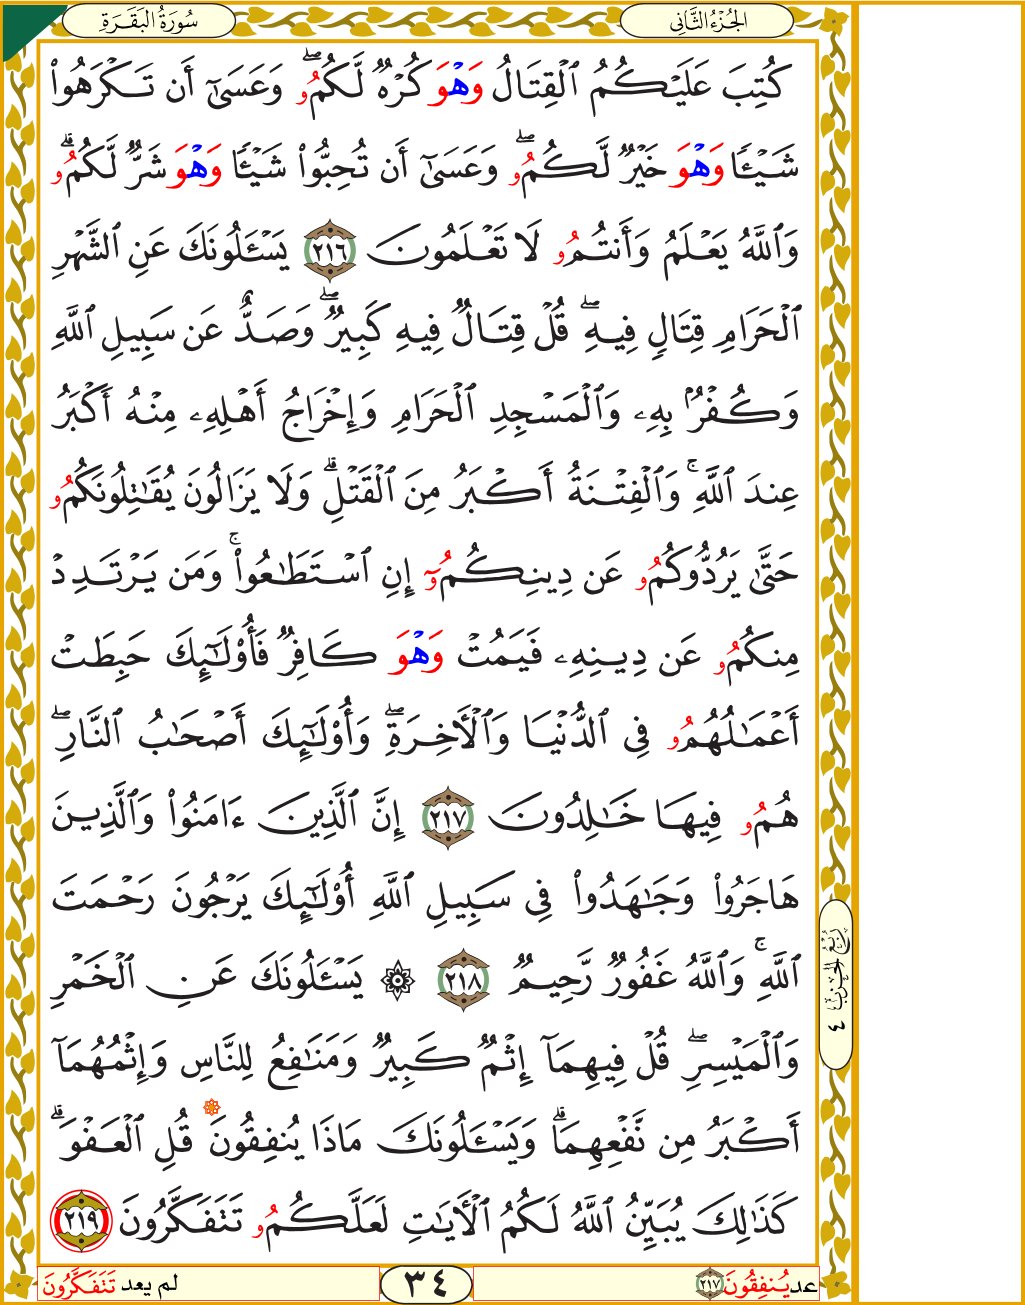 الجُزْءُ الثَّانِي
سُورَةُ البَقَرَةِ
كُتِبَ عَلَيْكُمُ ٱلْقِتَالُ وَهْوَ كُرْهٌ لَّكُمُۥ ۖ وَعَسَىٰٓ أَن تَكْرَهُوا۟
شَيْـًٔا وَهْوَ خَيْرٌ لَّكُمُۥ ۖ وَعَسَىٰٓ أَن تُحِبُّوا۟ شَيْـًٔا وَهْوَ شَرٌّ لَّكُمُۥ ۗ
وَٱللَّهُ يَعْلَمُ وَأَنتُمُۥ لَا تَعْلَمُونَ ٢١٦ يَسْـَٔلُونَكَ عَنِ ٱلشَّهْرِ
ٱلْحَرَامِ قِتَالٍ فِيهِ ۖ قُلْ قِتَالٌ فِيهِ كَبِيرٌ ۖ وَصَدٌّ عَن سَبِيلِ ٱللَّهِ
وَكُفْرٌۢ بِهِۦ وَٱلْمَسْجِدِ ٱلْحَرَامِ وَإِخْرَاجُ أَهْلِهِۦ مِنْهُ أَكْبَرُ
عِندَ ٱللَّهِ ۚ وَٱلْفِتْنَةُ أَكْبَرُ مِنَ ٱلْقَتْلِ ۗ وَلَا يَزَالُونَ يُقَـٰتِلُونَكُمُۥ
حَتَّىٰ يَرُدُّوكُمُۥ عَن دِينِكُمُۥٓ إِنِ ٱسْتَطَـٰعُوا۟ ۚ وَمَن يَرْتَدِدْ
مِنكُمُۥ عَن دِينِهِۦ فَيَمُتْ وَهْوَ كَافِرٌ فَأُو۟لَـٰٓئِكَ حَبِطَتْ
أَعْمَـٰلُهُمُۥ فِى ٱلدُّنْيَا وَٱلْـَٔاخِرَةِ ۖ وَأُو۟لَـٰٓئِكَ أَصْحَـٰبُ ٱلنَّارِ ۖ
هُمُۥ فِيهَا خَـٰلِدُونَ ٢١٧ إِنَّ ٱلَّذِينَ ءَامَنُوا۟ وَٱلَّذِينَ
هَاجَرُوا۟ وَجَـٰهَدُوا۟ فِى سَبِيلِ ٱللَّهِ أُو۟لَـٰٓئِكَ يَرْجُونَ رَحْمَتَ
ٱللَّهِ ۚ وَٱللَّهُ غَفُورٌ رَّحِيمٌ ٢١٨ ۞ يَسْـَٔلُونَكَ عَنِ ٱلْخَمْرِ
وَٱلْمَيْسِرِ ۖ قُلْ فِيهِمَآ إِثْمٌ كَبِيرٌ وَمَنَـٰفِعُ لِلنَّاسِ وَإِثْمُهُمَآ
أَكْبَرُ مِن نَّفْعِهِمَا ۗ وَيَسْـَٔلُونَكَ مَاذَا يُنفِقُونَ قُلِ ٱلْعَفْوَ ۗ
كَذَٰلِكَ يُبَيِّنُ ٱللَّهُ لَكُمُ ٱلْـَٔايَـٰتِ لَعَلَّكُمُۥ تَتَفَكَّرُونَ ٢١٩
رُبُعُ الحِزب ٤
عد يُنفِقُونَ ٢١٧
٣٤
لم يعد تَتَفَكَّرُونَ